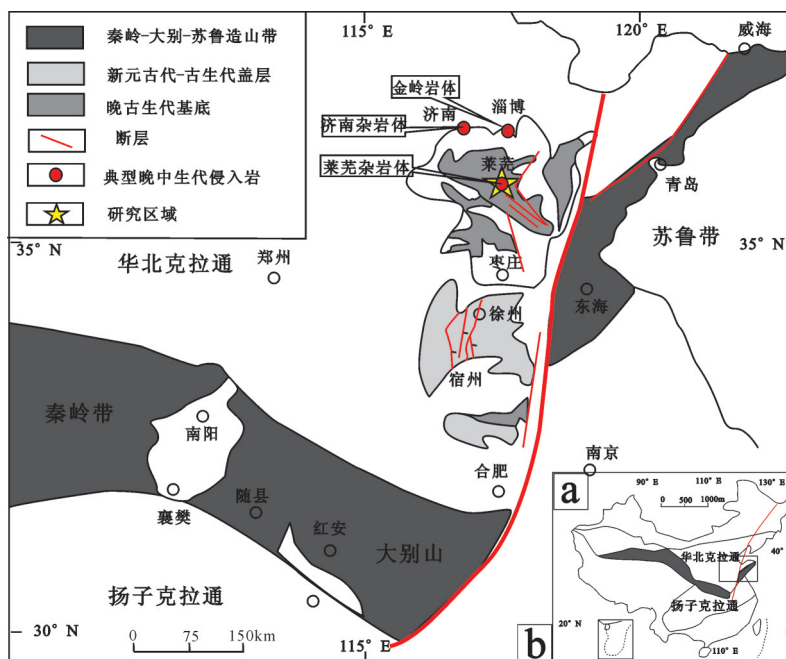 115° E
120° E
秦岭-大别-苏鲁造山带
新元古代-古生代盖层
晚古生代基底
断层
典型晚中生代侵入岩
研究区域
威海
金岭岩体
济南
淄博
济南杂岩体
莱芜杂岩体
莱芜
青岛
苏鲁带
35° N
35° N
华北克拉通
郑州
枣庄
东海
徐州
宿州
秦岭带
南阳
襄樊
随县
红安
大别山
合肥
南京
扬子克拉通
30° N
0 75 150km
115° E
b
a
90° E
110° E
130° E
0 500 1000m
40°
华北克拉通
扬子克拉通
20° N
110° E